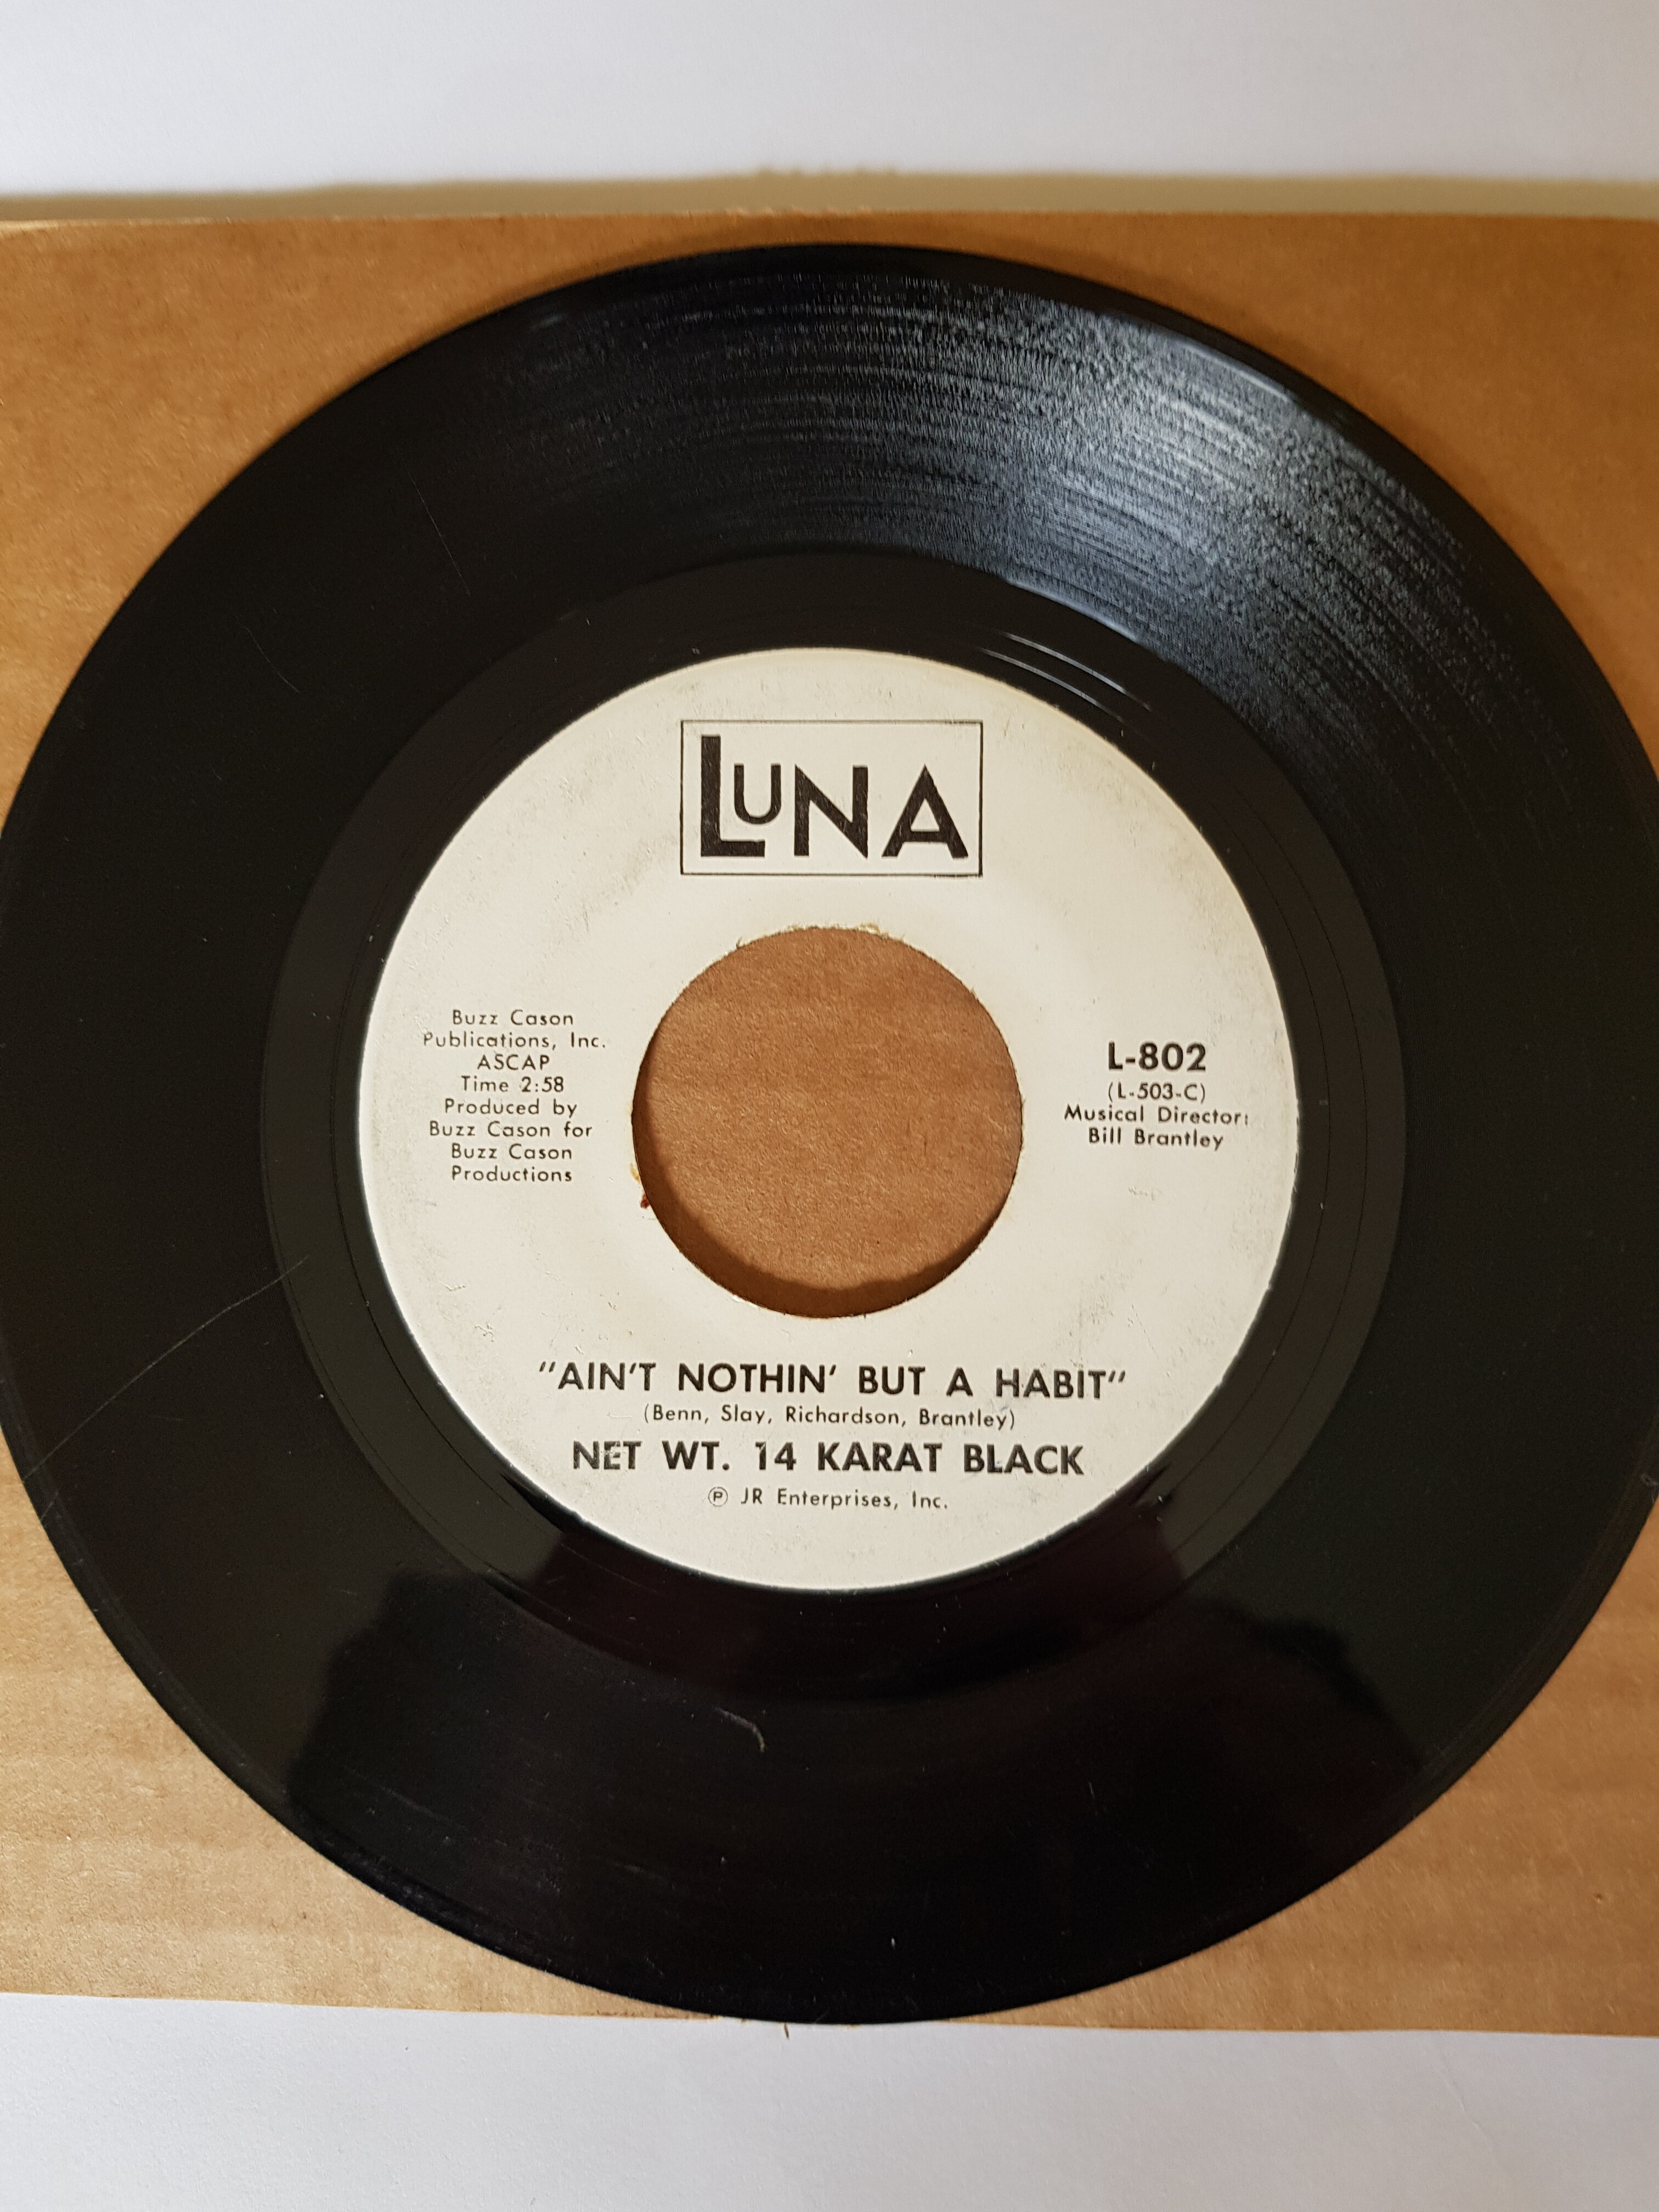 LUNA
Buzz Cason
Publications, Inc.
ASCAP
Time 2:58
Produced by
Buzz Cason for
Buzz Cason
Productions
L-802
(L-503-C)
Musical Director:
Bill Brantley
"AIN'T NOTHIN' BUT A HABIT"
(Benn, Slay, Richardson, Brantley)
NET WT. 14 KARAT BLACK
℗ JR Enterprises, Inc.